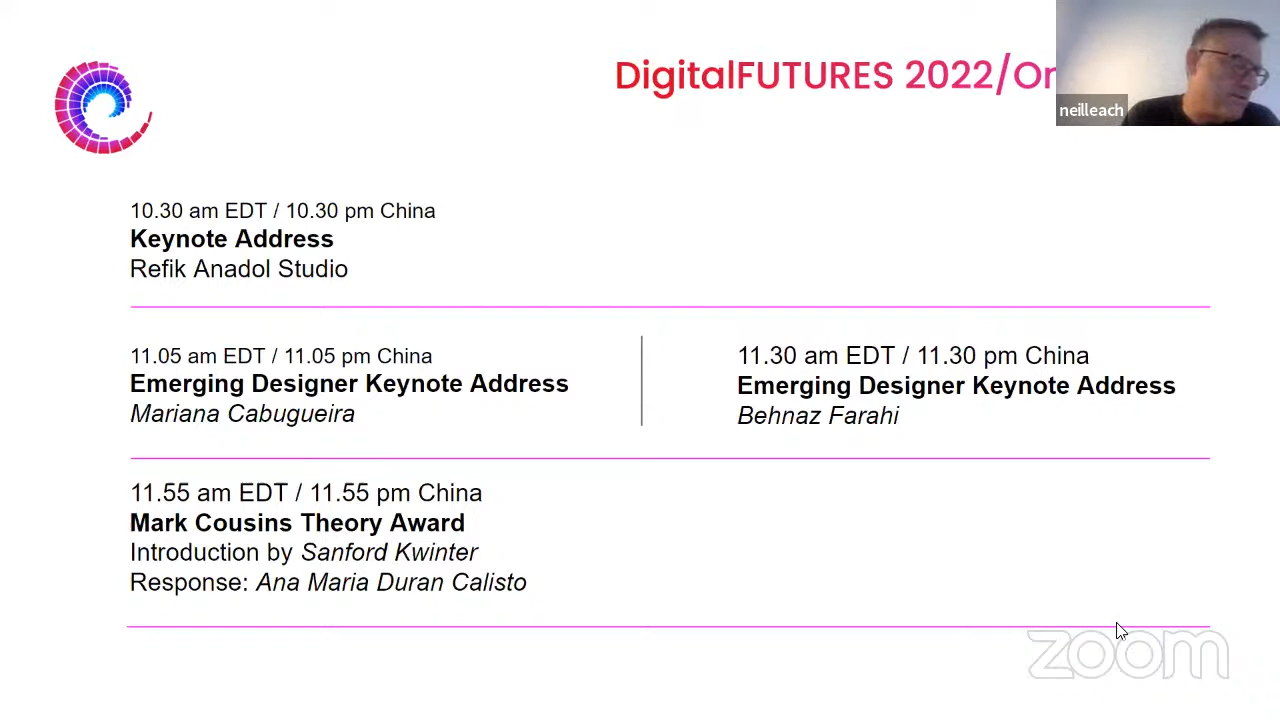 DigitalFUTURES 2022/Or
neilleach
10.30 am EDT / 10.30 pm China
Keynote Address
Refik Anadol Studio
11.05 am EDT / 11.05 pm China
Emerging Designer Keynote Address
Mariana Cabugueira
11.30 am EDT / 11.30 pm China
Emerging Designer Keynote Address
Behnaz Farahi
11.55 am EDT / 11.55 pm China
Mark Cousins Theory Award
Introduction by Sanford Kwinter
Response: Ana Maria Duran Calisto
zoom